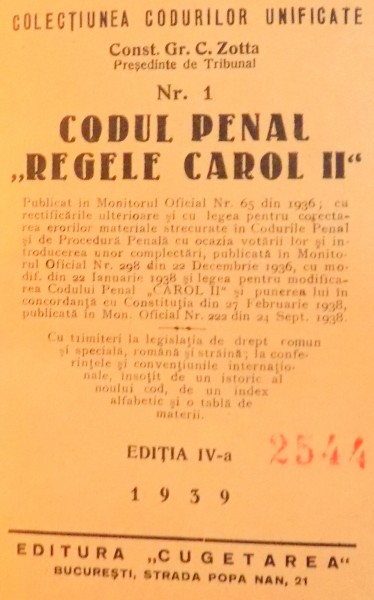 COLECȚIUNEA CODURILOR UNIFICATE
Const. Gr. C. Zotta
Președinte de Tribunal
Nr. 1
CODUL PENAL
„REGELE CAROL II“
Publicat în Monitorul Oficial Nr. 65 din 1936; cu
rectificările ulterioare și cu legea pentru corecta-
rea erorilor materiale strecurate în Codurile Penal
și de Procedură Penală cu ocazia votării lor și in-
troducerea unor complectări, publicată în Monito-
rul Oficial Nr. 298 din 22 Decembrie 1936, cu mo-
dif. din 22 Ianuarie 1938 și legea pentru modifica-
rea Codului Penal „CAROL II” și punerea lui în
concordanță cu Constituția din 27 Februarie 1938,
publicată în Mon. Oficial Nr. 222 din 24 Sept. 1938.
Cu trimiteri la legislația de drept comun
și specială, română și străină; la confe-
rințele și convențiunile internațio-
nale, însoțit de un istoric al
noului cod, de un index
alfabetic și o tablă de
materii.
EDIȚIA IV-a
2544
1939
EDITURA „CUGETAREA“
BUCUREȘTI, STRADA POPA NAN, 21